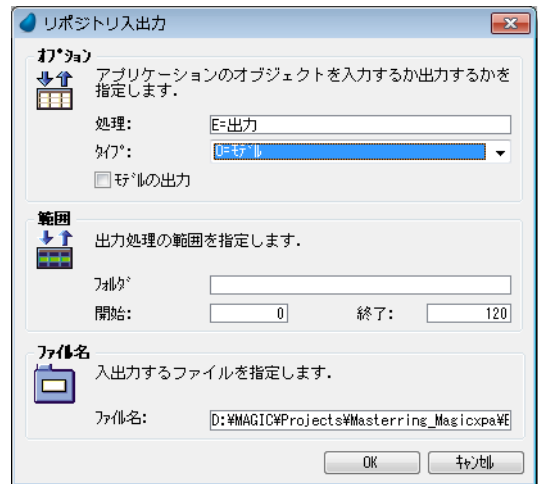 リポジトリ入出力
ｵﾌﾟｼｮﾝ
アプリケーションのオブジェクトを入力するか出力するかを
指定します.
処理: E=出力
ﾀｲﾌﾟ: O=ﾓﾃﾞﾙ
ﾓﾃﾞﾙの出力
範囲
出力処理の範囲を指定します.
ﾌｫﾙﾀﾞ
開始: 0 終了: 120
ﾌｧｲﾙ名
入出力するファイルを指定します.
ﾌｧｲﾙ名: D:¥MAGIC¥Projects¥Masterring_Magicxpa¥E
OK ｷｬﾝｾﾙ